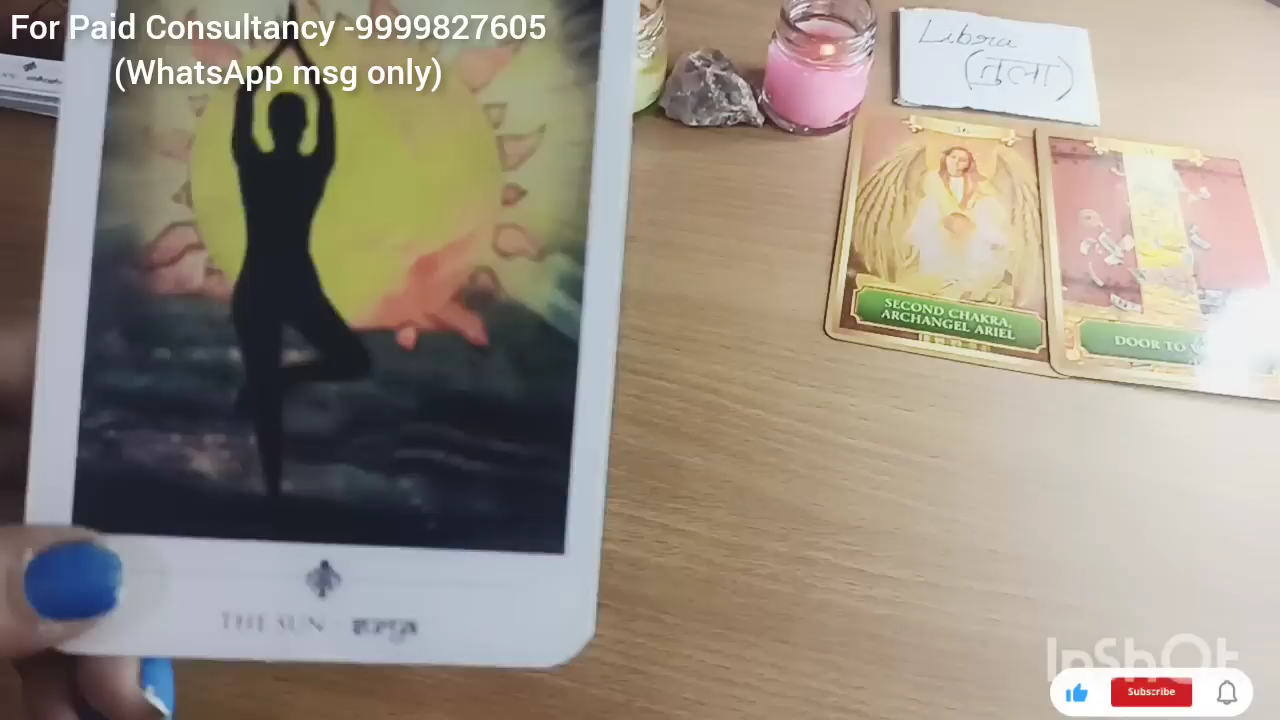 For Paid Consultancy -9999827605
(WhatsApp msg only)
Libra
(तुला)
SECOND CHAKRA,
ARCHANGEL ARIEL
DOOR TO
THE SUN
InShOt
Subscribe